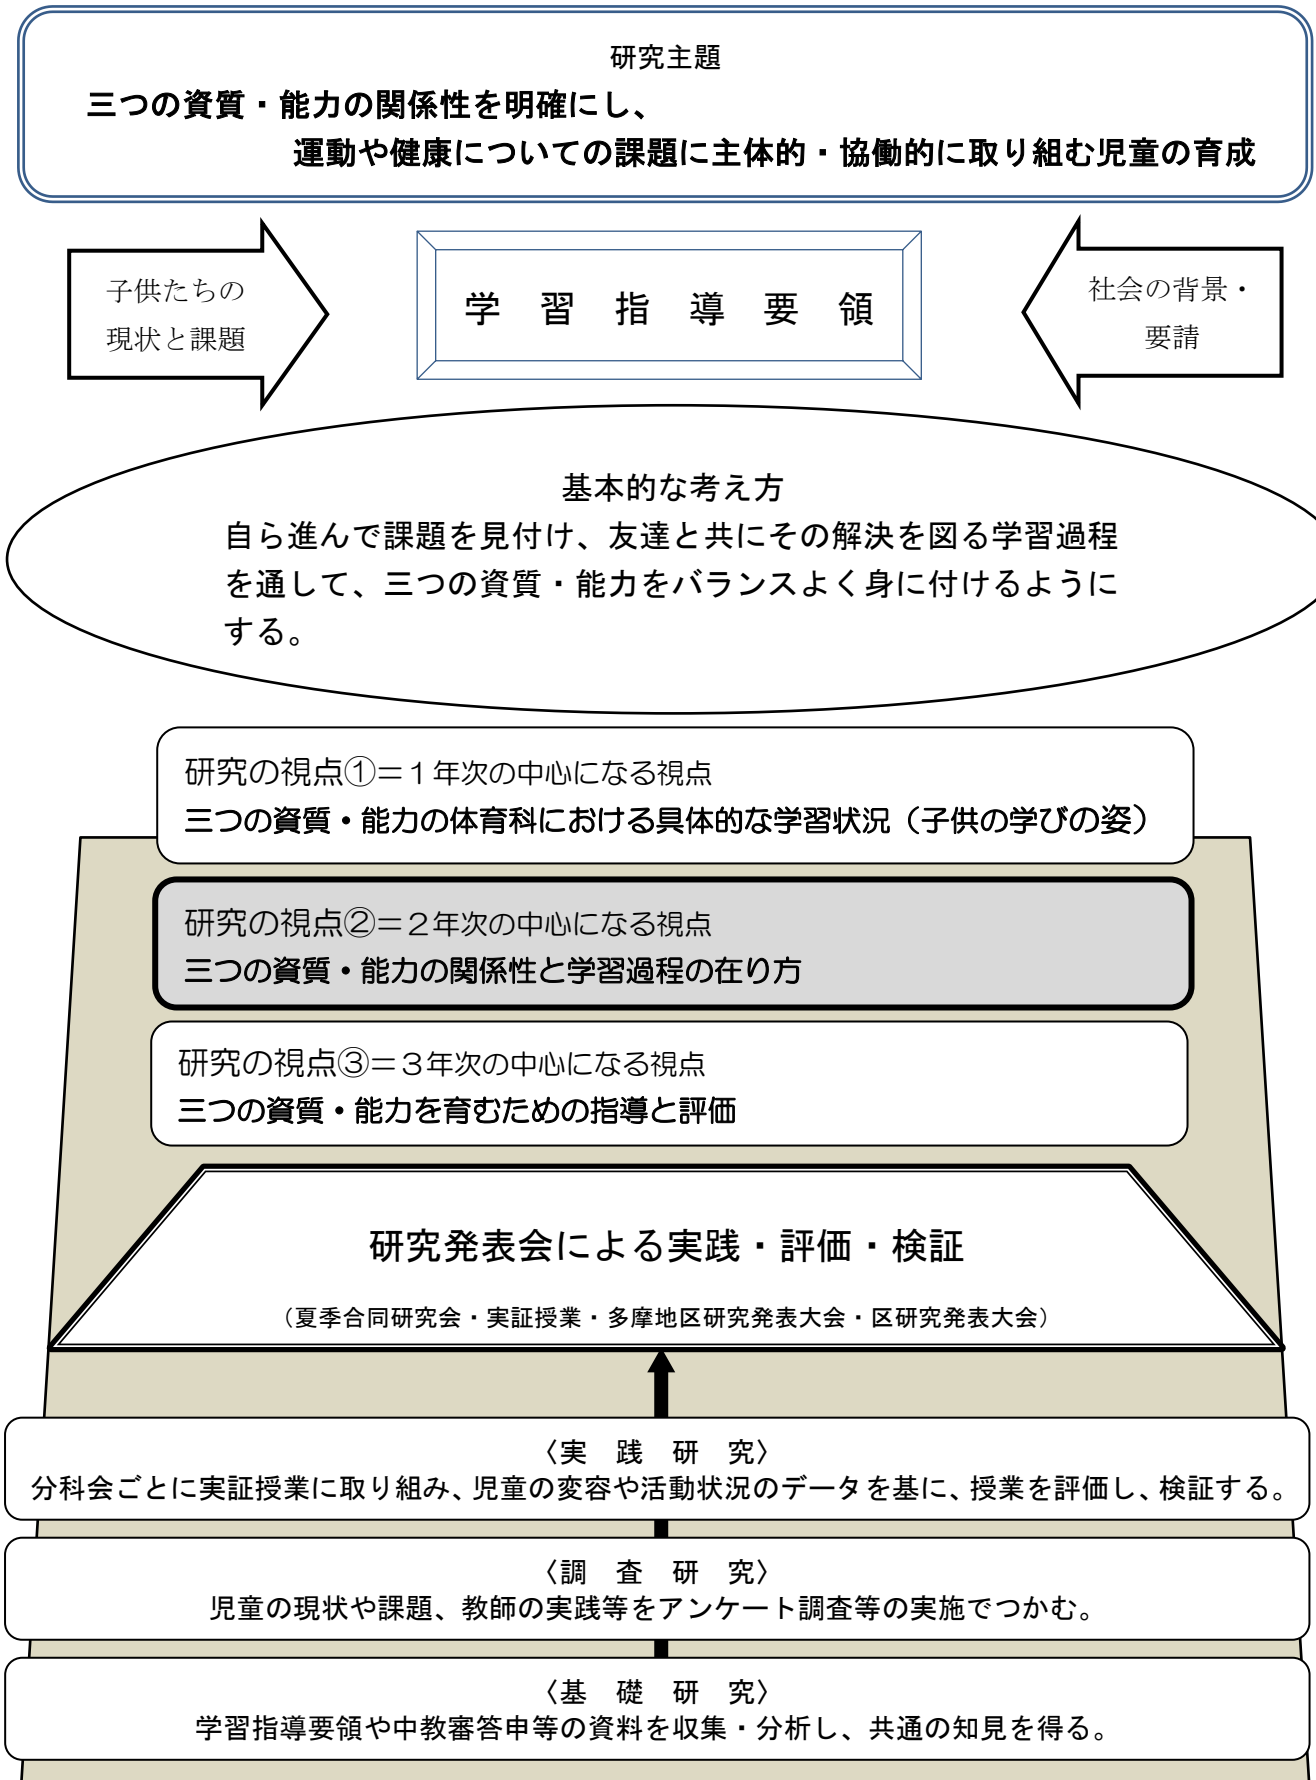 研究主題
三つの資質・能力の関係性を明確にし、
運動や健康についての課題に主体的・協働的に取り組む児童の育成
子供たちの
現状と課題
学 習 指 導 要 領
社会の背景・
要請
基本的な考え方
自ら進んで課題を見付け、友達と共にその解決を図る学習過程
を通して、三つの資質・能力をバランスよく身に付けるように
する。
研究の視点①＝１年次の中心になる視点
三つの資質・能力の体育科における具体的な学習状況（子供の学びの姿）
研究の視点②＝２年次の中心になる視点
三つの資質・能力の関係性と学習過程の在り方
研究の視点③＝３年次の中心になる視点
三つの資質・能力を育むための指導と評価
研究発表会による実践・評価・検証
（夏季合同研究会・実証授業・多摩地区研究発表大会・区研究発表大会）
〈実 践 研 究〉
分科会ごとに実証授業に取り組み、児童の変容や活動状況のデータを基に、授業を評価し、検証する。
〈調 査 研 究〉
児童の現状や課題、教師の実践等をアンケート調査等の実施でつかむ。
〈基 礎 研 究〉
学習指導要領や中教審答申等の資料を収集・分析し、共通の知見を得る。